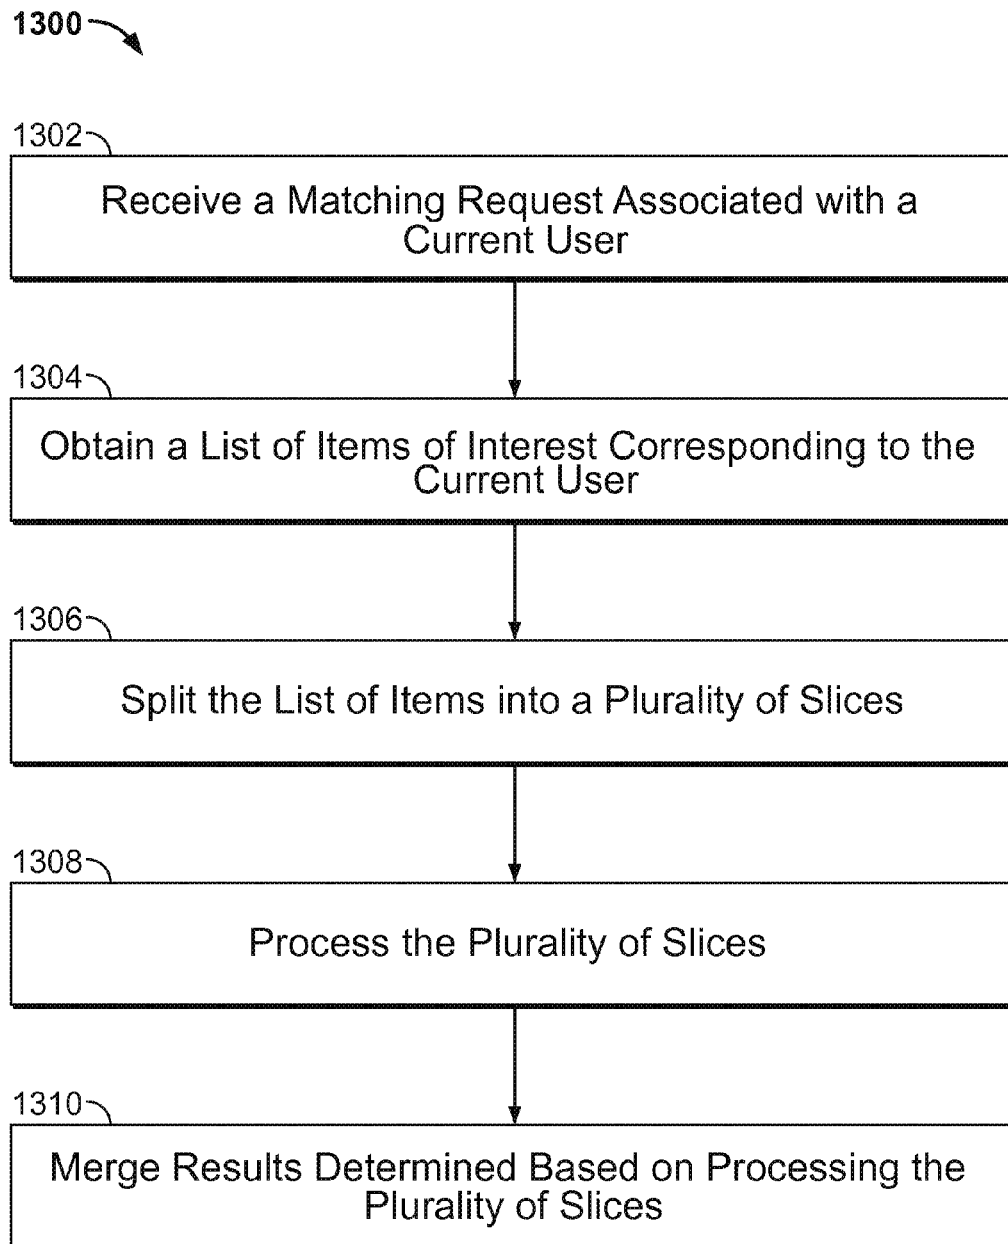 1300
1302
Receive a Matching Request Associated with a
Current User
1304
Obtain a List of Items of Interest Corresponding to the
Current User
1306
Split the List of Items into a Plurality of Slices
1308
Process the Plurality of Slices
1310
Merge Results Determined Based on Processing the
Plurality of Slices